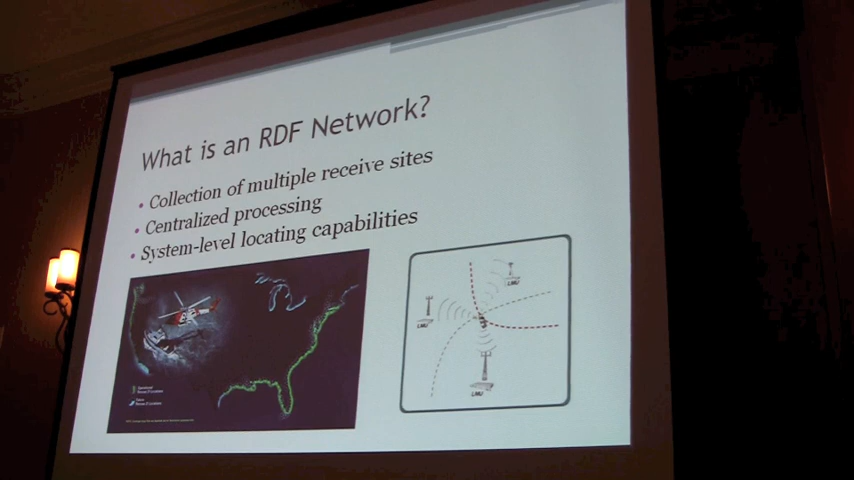 What is an RDF Network?
• Collection of multiple receive sites
• Centralized processing
• System-level locating capabilities
LMU
LMU
LMU